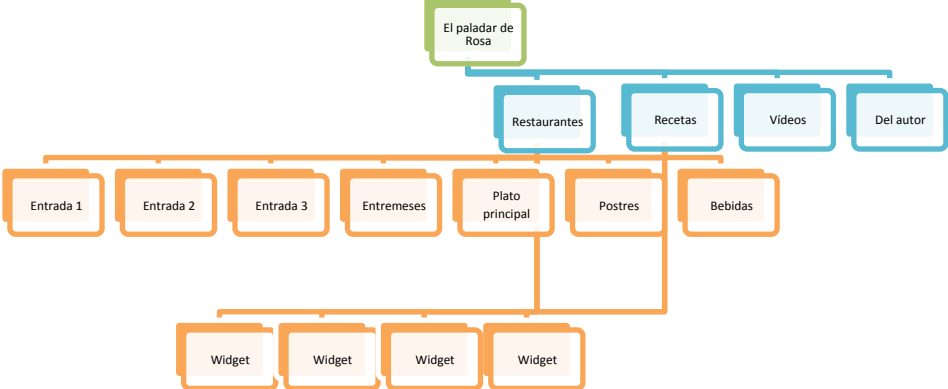 El paladar de
Rosa
Restaurantes
Recetas
Vídeos
Del autor
Entrada 1
Entrada 2
Entrada 3
Entremeses
Plato
principal
Postres
Bebidas
Widget
Widget
Widget
Widget